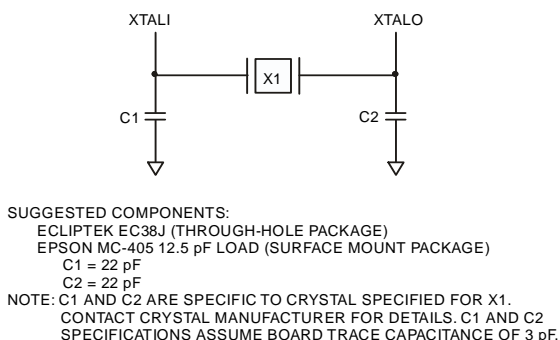 XTALI XTALO
X1
C1 C2
SUGGESTED COMPONENTS:
ECLIPTEK EC38J (THROUGH-HOLE PACKAGE)
EPSON MC-405 12.5 pF LOAD (SURFACE MOUNT PACKAGE)
C1 = 22 pF
C2 = 22 pF
NOTE: C1 AND C2 ARE SPECIFIC TO CRYSTAL SPECIFIED FOR X1.
CONTACT CRYSTAL MANUFACTURER FOR DETAILS. C1 AND C2
SPECIFICATIONS ASSUME BOARD TRACE CAPACITANCE OF 3 pF.